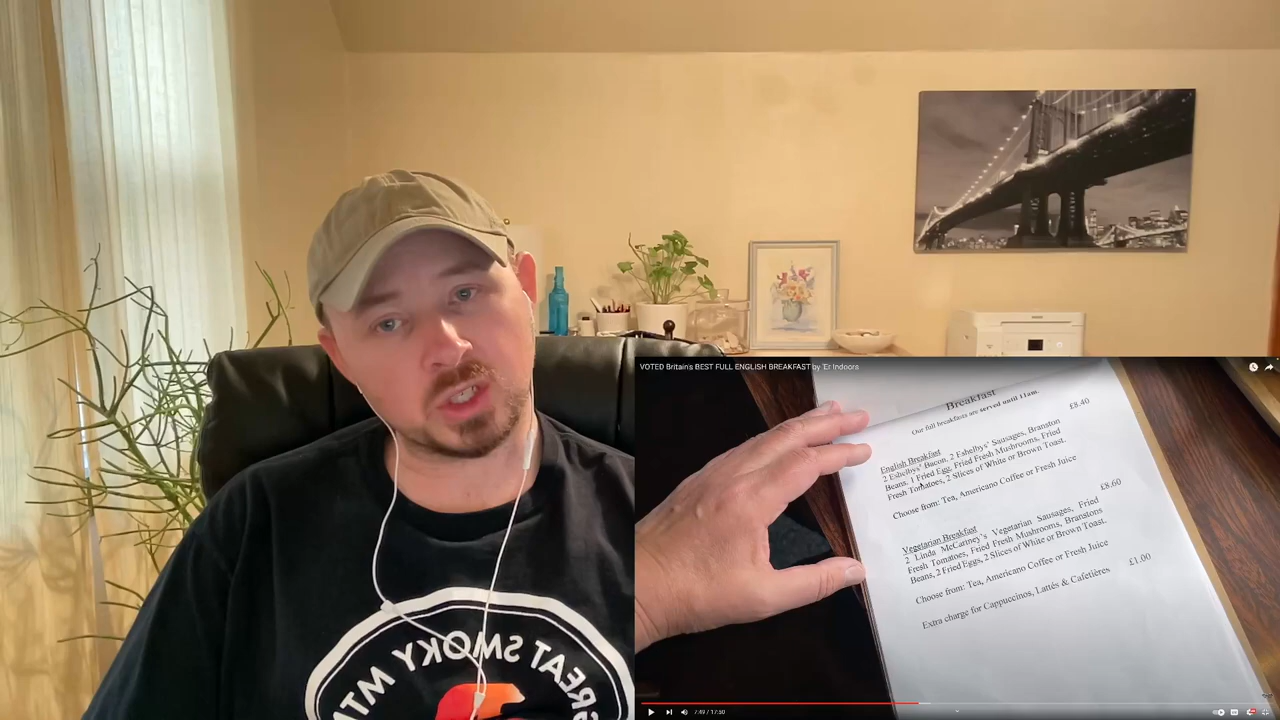 VOTED Britain's BEST FULL ENGLISH BREAKFAST by 'Er Indoors
Breakfast
Our full breakfasts are served until 11am.
English Breakfast £8.40
2 Eshelbys' Bacon, 2 Eshelbys' Sausages, Branston
Beans, 1 Fried Egg, Fried Fresh Mushrooms, Fried
Fresh Tomatoes, 2 Slices of White or Brown Toast.
Choose from: Tea, Americano Coffee or Fresh Juice
Vegetarian Breakfast £8.60
2 Linda McCartney's Vegetarian Sausages, Fried
Fresh Tomatoes, Fried Fresh Mushrooms, Branstons
Beans, 2 Fried Eggs, 2 Slices of White or Brown Toast.
Choose from: Tea, Americano Coffee or Fresh Juice
Extra charge for Cappuccinos, Lattés & Cafetières £1.00
7:49 / 17:50
GREAT SMOKY MTN